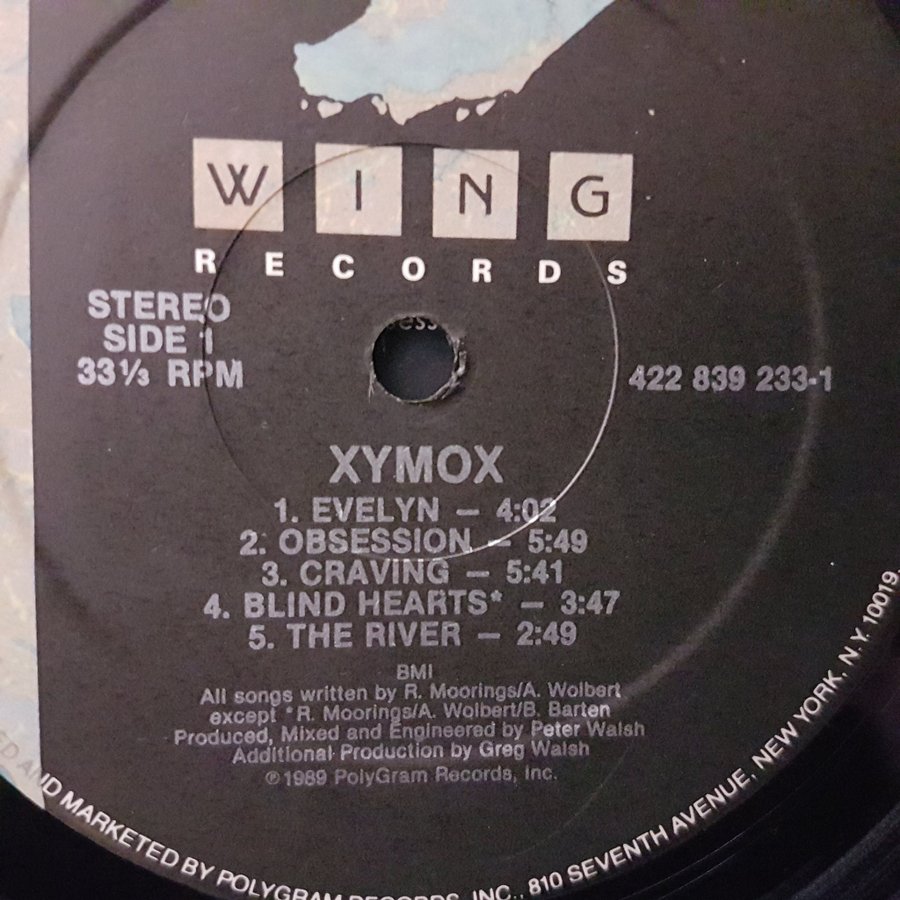 WING
RECORDS
STEREO
SIDE 1
33⅓ RPM
422 839 233-1
XYMOX
1. EVELYN — 4:02
2. OBSESSION — 5:49
3. CRAVING — 5:41
4. BLIND HEARTS* — 3:47
5. THE RIVER — 2:49
BMI
All songs written by R. Moorings/A. Wolbert
except *R. Moorings/A. Wolbert/B. Barten
Produced, Mixed and Engineered by Peter Walsh
Additional Production by Greg Walsh
℗ 1989 PolyGram Records, Inc.
AND MARKETED BY POLYGRAM RECORDS, INC., 810 SEVENTH AVENUE, NEW YORK, N.Y. 10019.